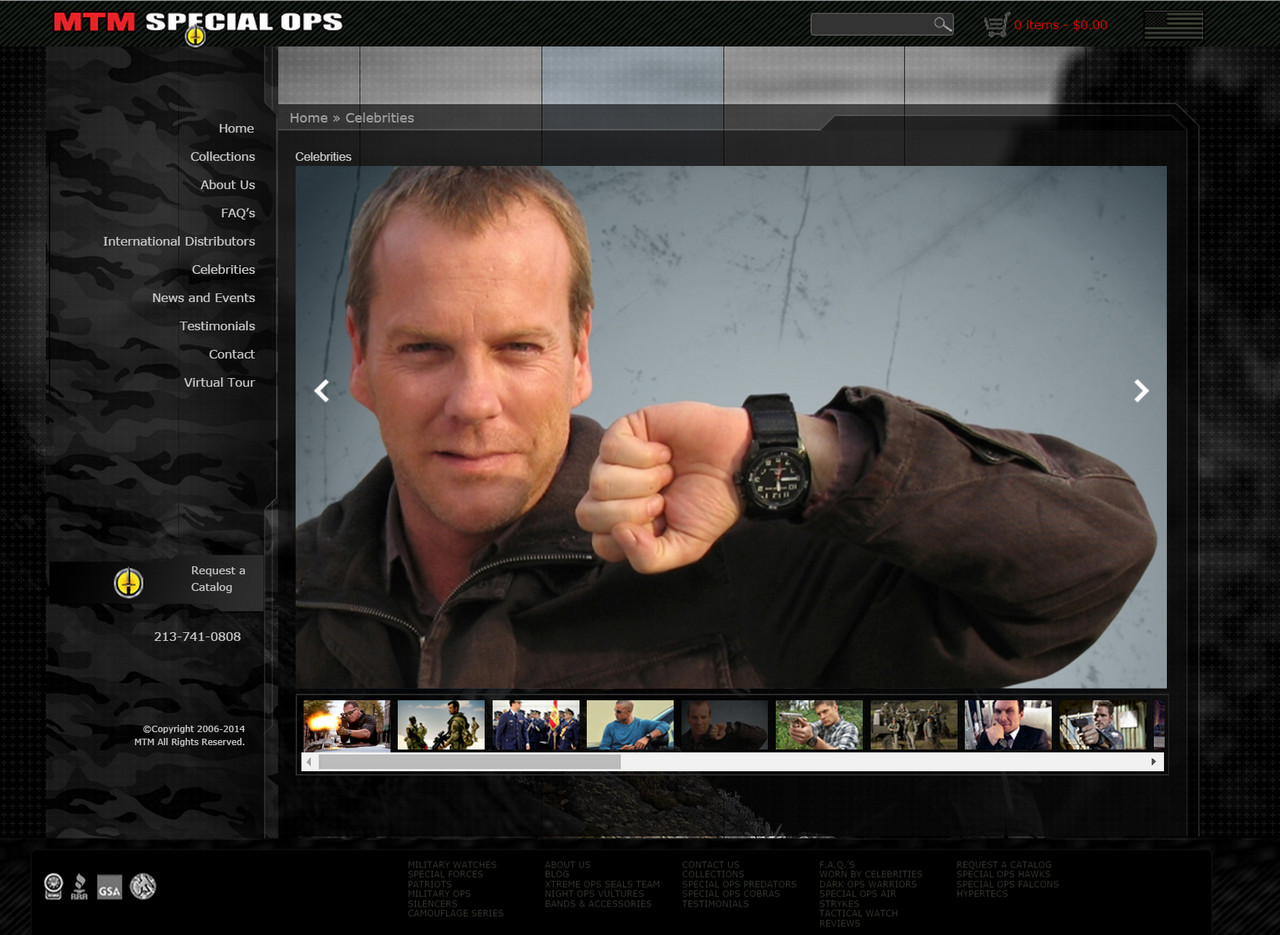 MTM SPECIAL OPS
0 items - $0.00
Home » Celebrities
Home
Collections
About Us
FAQ's
International Distributors
Celebrities
News and Events
Testimonials
Contact
Virtual Tour
Request a
Catalog
213-741-0808
©Copyright 2006-2014
MTM All Rights Reserved.
Celebrities
GSA
MILITARY WATCHES
SPECIAL FORCES
PATRIOTS
MILITARY OPS
SILENCERS
CAMOUFLAGE SERIES
ABOUT US
BLOG
XTREME OPS SEALS TEAM
NIGHT OPS VULTURES
BANDS & ACCESSORIES
CONTACT US
COLLECTIONS
SPECIAL OPS PREDATORS
SPECIAL OPS COBRAS
TESTIMONIALS
F.A.Q.'S
WORN BY CELEBRITIES
DARK OPS WARRIORS
SPECIAL OPS AIR
STRYKES
TACTICAL WATCH
REVIEWS
REQUEST A CATALOG
SPECIAL OPS HAWKS
SPECIAL OPS FALCONS
HYPERTECS